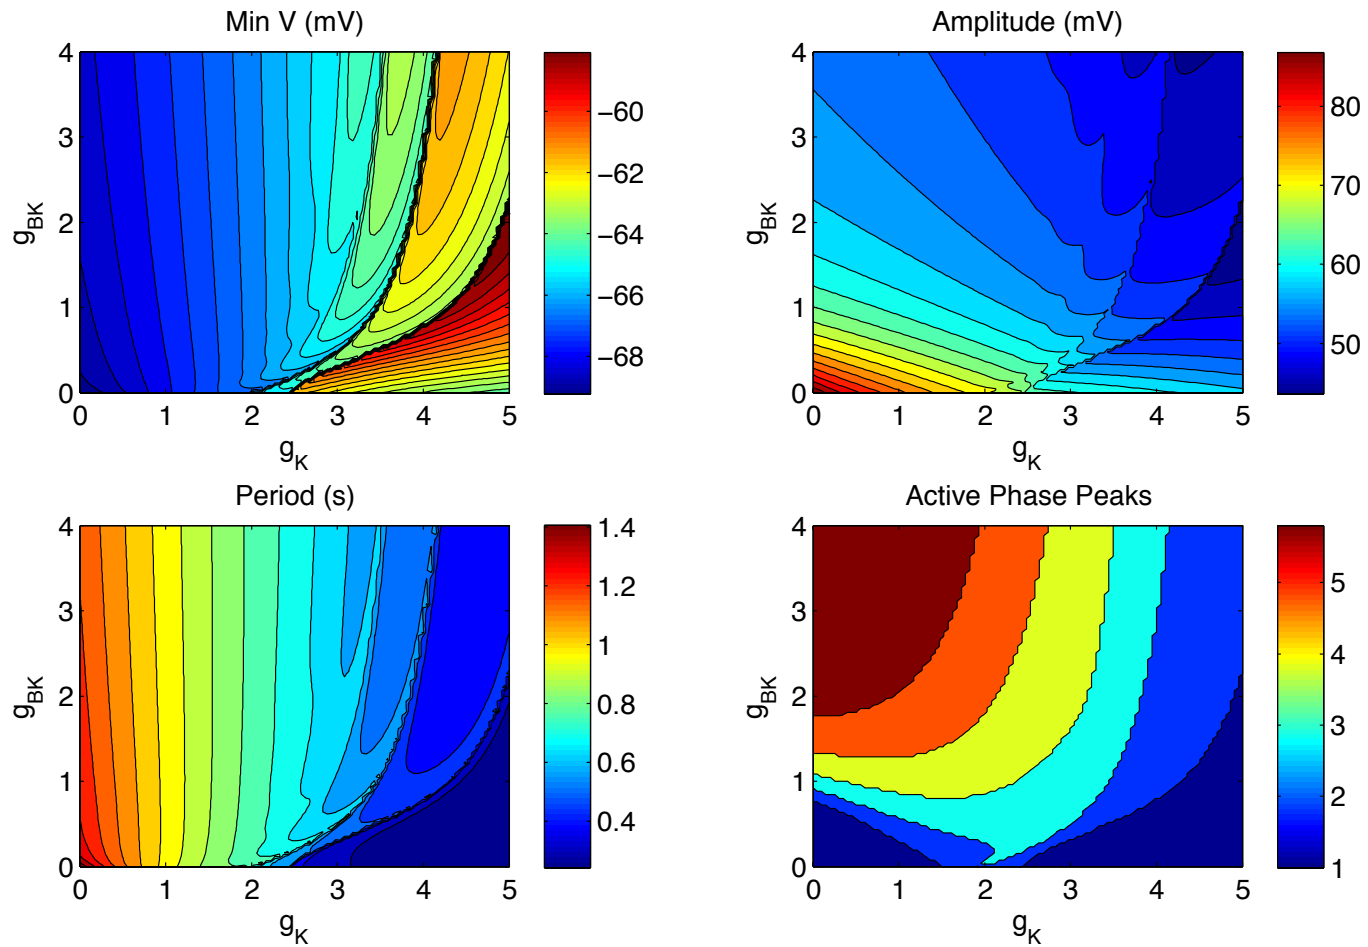 Min V (mV)
4
3
2
1
0
0 1 2 3 4 5
g_BK
g_K
−60
−62
−64
−66
−68
Amplitude (mV)
4
3
2
1
0
0 1 2 3 4 5
g_BK
g_K
80
70
60
50
Period (s)
4
3
2
1
0
0 1 2 3 4 5
g_BK
g_K
1.4
1.2
1
0.8
0.6
0.4
Active Phase Peaks
4
3
2
1
0
0 1 2 3 4 5
g_BK
g_K
5
4
3
2
1